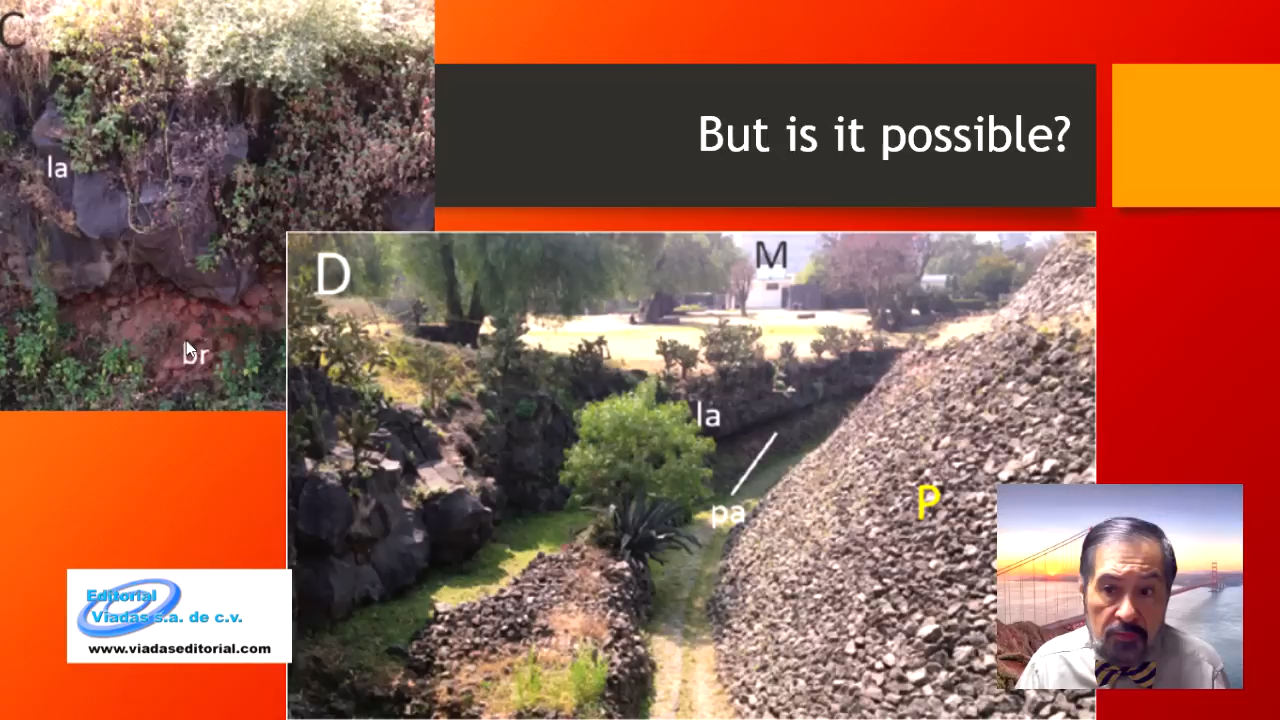 C
But is it possible?
la
br
D
M
la
pa
P
Editorial
Viadas s.a. de c.v.
www.viadaseditorial.com